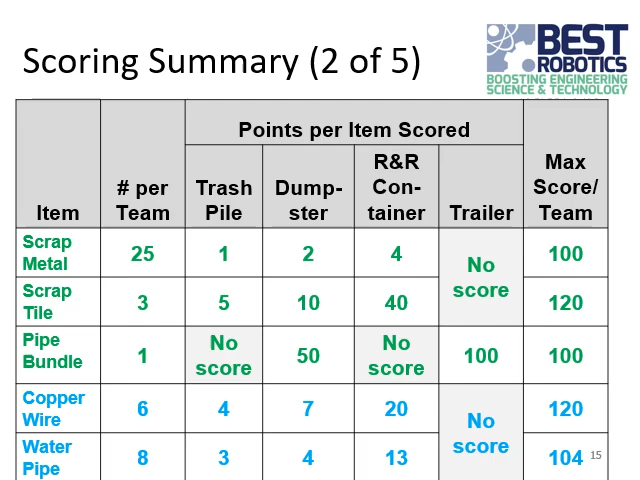 Scoring Summary (2 of 5)
BEST
ROBOTICS
BOOSTING ENGINEERING
SCIENCE & TECHNOLOGY
Item
# per
Team
Points per Item Scored
Trash
Pile
Dump-
ster
R&R
Con-
tainer
Trailer
Max
Score/
Team
Scrap
Metal
25
1
2
4
No
score
100
Scrap
Tile
3
5
10
40
120
Pipe
Bundle
1
No
score
50
No
score
100
100
Copper
Wire
6
4
7
20
No
score
120
Water
Pipe
8
3
4
13
104
15